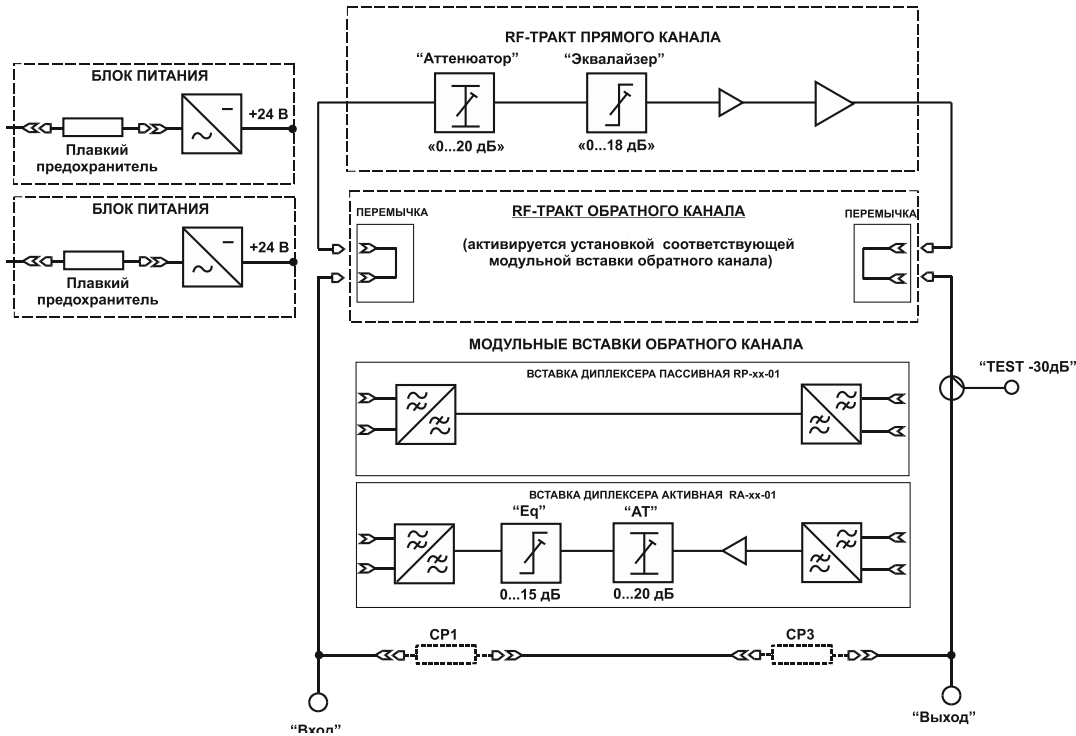 RF-ТРАКТ ПРЯМОГО КАНАЛА
“Аттенюатор”
“Эквалайзер”
«0...20 дБ»
«0...18 дБ»
БЛОК ПИТАНИЯ
+24 В
Плавкий
предохранитель
БЛОК ПИТАНИЯ
+24 В
Плавкий
предохранитель
ПЕРЕМЫЧКА
RF-ТРАКТ ОБРАТНОГО КАНАЛА
ПЕРЕМЫЧКА
(активируется установкой соответствующей
модульной вставки обратного канала)
МОДУЛЬНЫЕ ВСТАВКИ ОБРАТНОГО КАНАЛА
“TEST -30дБ”
ВСТАВКА ДИПЛЕКСЕРА ПАССИВНАЯ RP-xx-01
ВСТАВКА ДИПЛЕКСЕРА АКТИВНАЯ RA-xx-01
“Eq”
“AT”
0...15 дБ
0...20 дБ
CP1
CP3
“Вход”
“Выход”